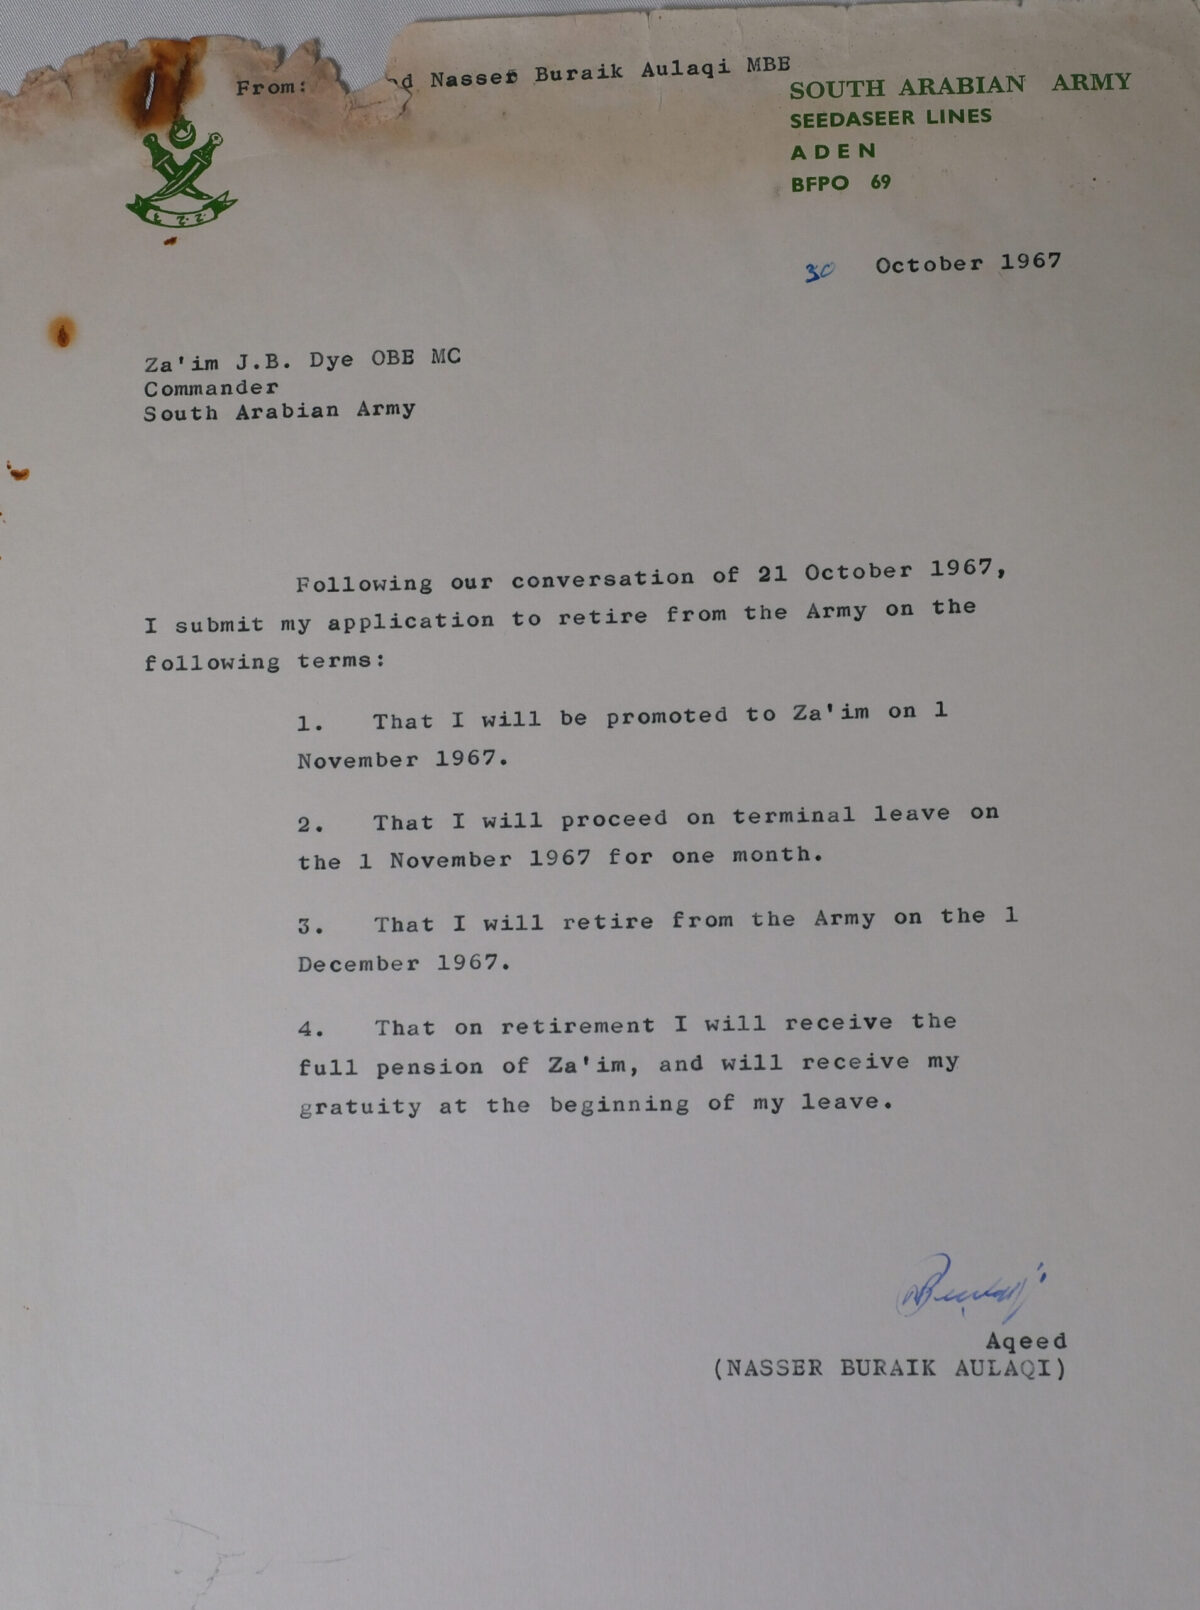 From: d Nasser Buraik Aulaqi MBE
SOUTH ARABIAN ARMY
SEEDASEER LINES
ADEN
BFPO 69
30 October 1967
Za'im J.B. Dye OBE MC
Commander
South Arabian Army
Following our conversation of 21 October 1967,
I submit my application to retire from the Army on the
following terms:
1. That I will be promoted to Za'im on 1
November 1967.
2. That I will proceed on terminal leave on
the 1 November 1967 for one month.
3. That I will retire from the Army on the 1
December 1967.
4. That on retirement I will receive the
full pension of Za'im, and will receive my
gratuity at the beginning of my leave.
Aqeed
(NASSER BURAIK AULAQI)